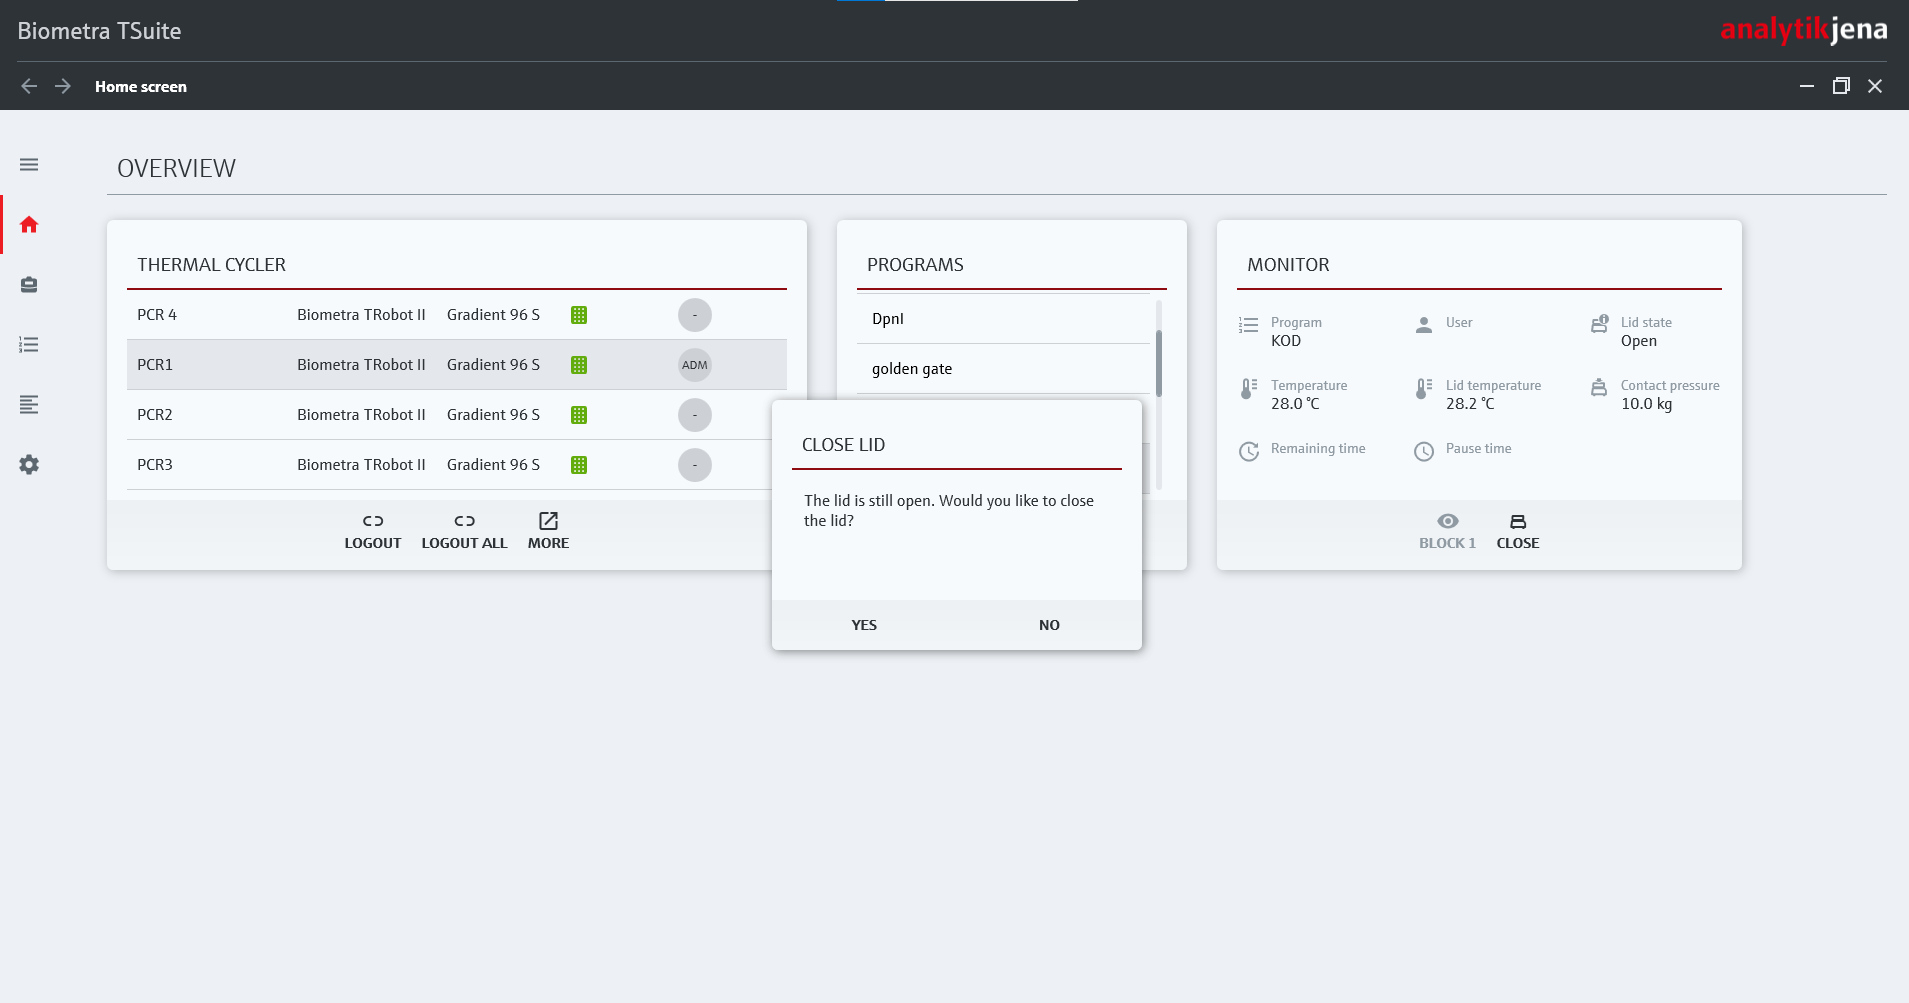 Biometra TSuite
analytikjena
Home screen
OVERVIEW
THERMAL CYCLER
PCR 4 Biometra TRobot II Gradient 96 S -
PCR1 Biometra TRobot II Gradient 96 S ADM
PCR2 Biometra TRobot II Gradient 96 S -
PCR3 Biometra TRobot II Gradient 96 S -
LOGOUT LOGOUT ALL MORE
PROGRAMS
DpnI
golden gate
MONITOR
Program User Lid state
KOD Open
Temperature Lid temperature Contact pressure
28.0 °C 28.2 °C 10.0 kg
Remaining time Pause time
BLOCK 1 CLOSE
CLOSE LID
The lid is still open. Would you like to close
the lid?
YES NO